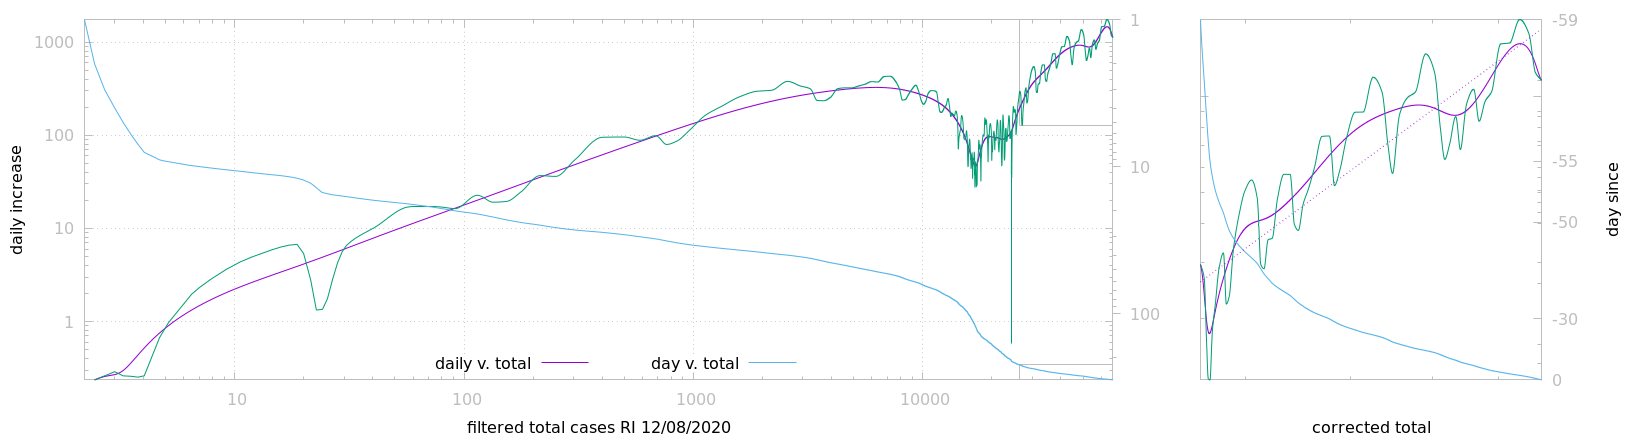 daily increase
1000
100
10
1
10
100
1000
10000
filtered total cases RI 12/08/2020
daily v. total
day v. total
1
10
100
-59
-55
-50
-30
0
day since
corrected total